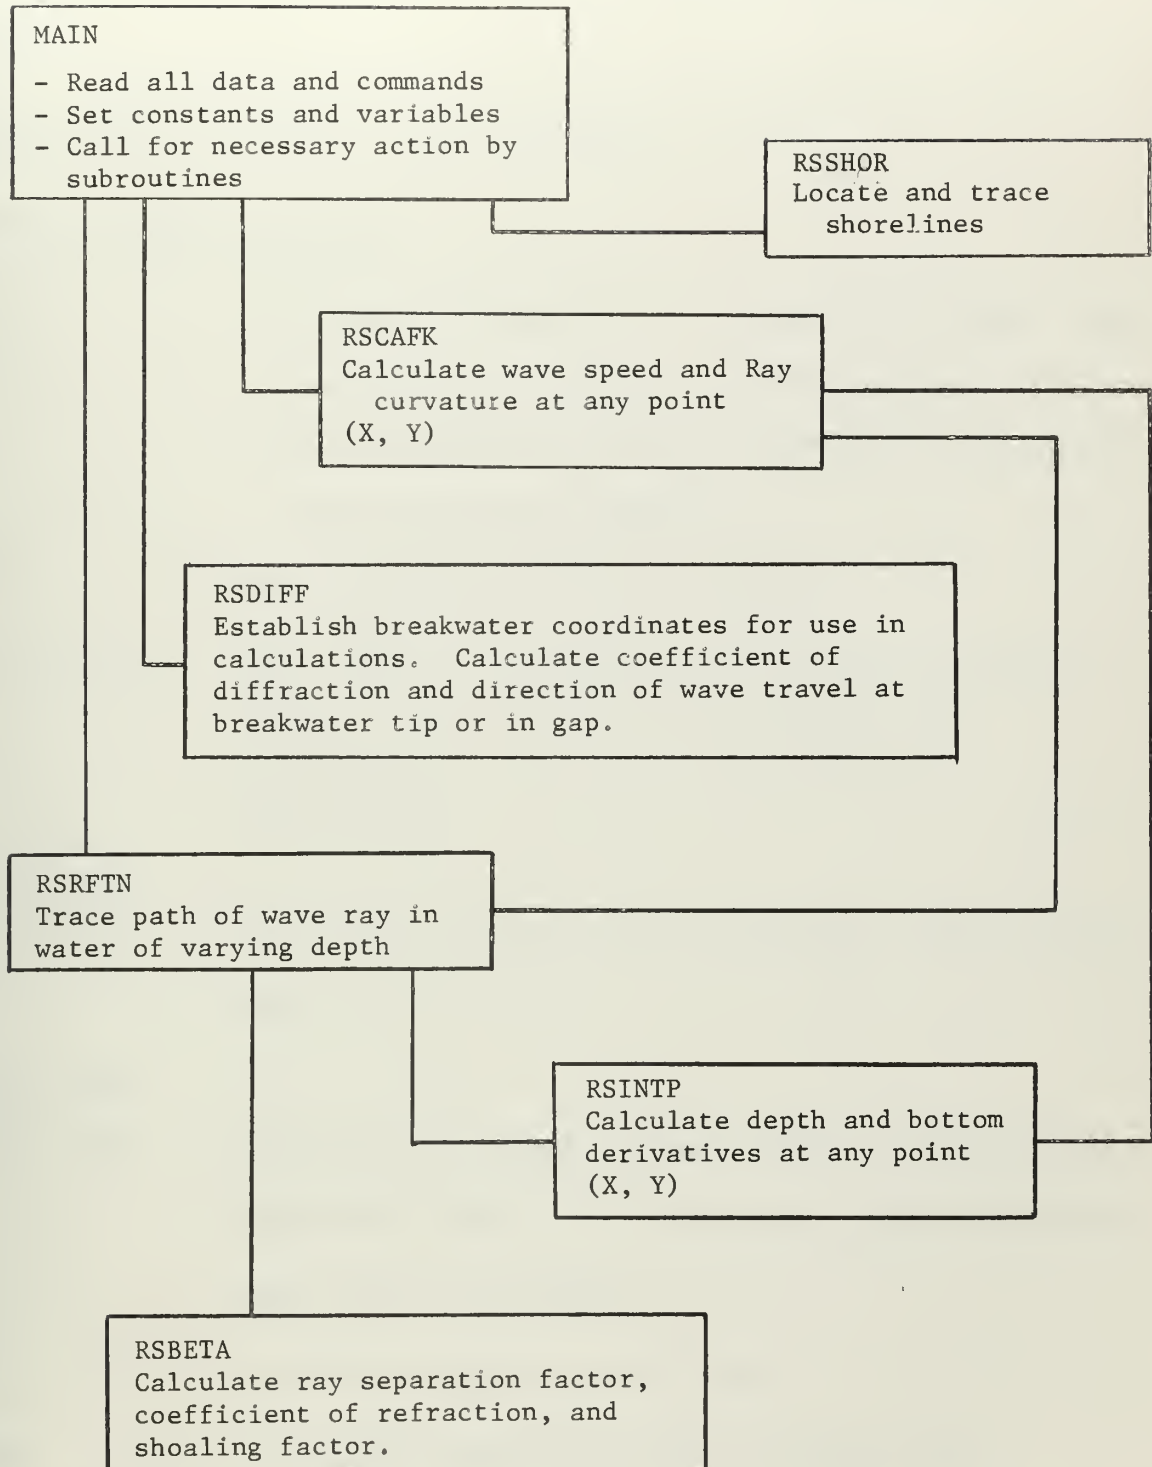 MAIN
- Read all data and commands
- Set constants and variables
- Call for necessary action by
subroutines
RSSHOR
Locate and trace
shorelines
RSCAFK
Calculate wave speed and Ray
curvature at any point
(X, Y)
RSDIFF
Establish breakwater coordinates for use in
calculations. Calculate coefficient of
diffraction and direction of wave travel at
breakwater tip or in gap.
RSRFTN
Trace path of wave ray in
water of varying depth
RSINTP
Calculate depth and bottom
derivatives at any point
(X, Y)
RSBETA
Calculate ray separation factor,
coefficient of refraction, and
shoaling factor.